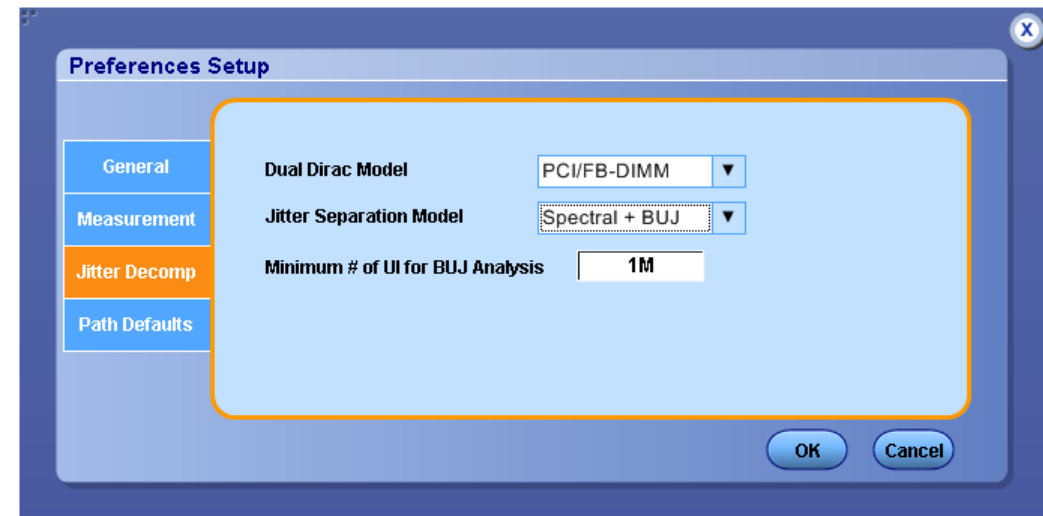 X
Preferences Setup
General
Measurement
Jitter Decomp
Path Defaults
Dual Dirac Model PCI/FB-DIMM
Jitter Separation Model Spectral + BUJ
Minimum # of UI for BUJ Analysis 1M
OK Cancel